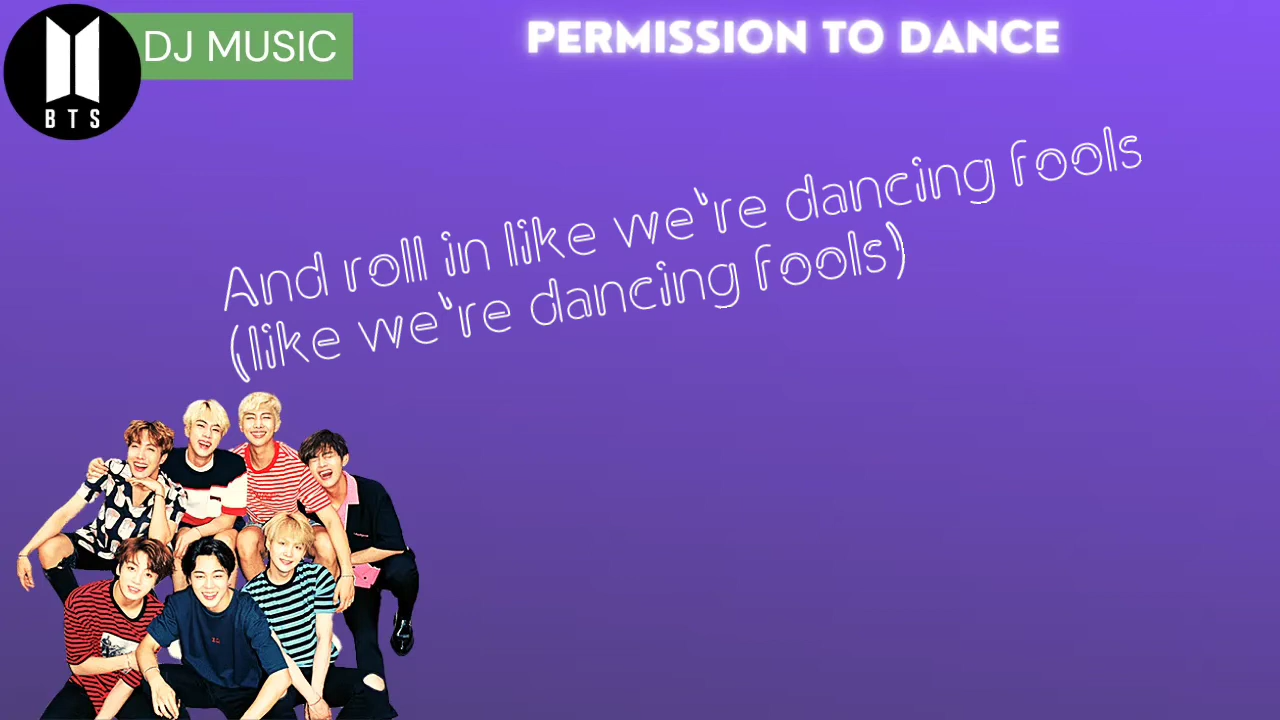 DJ MUSIC
BTS
PERMISSION TO DANCE
And roll in like we're dancing fools
(like we're dancing fools)